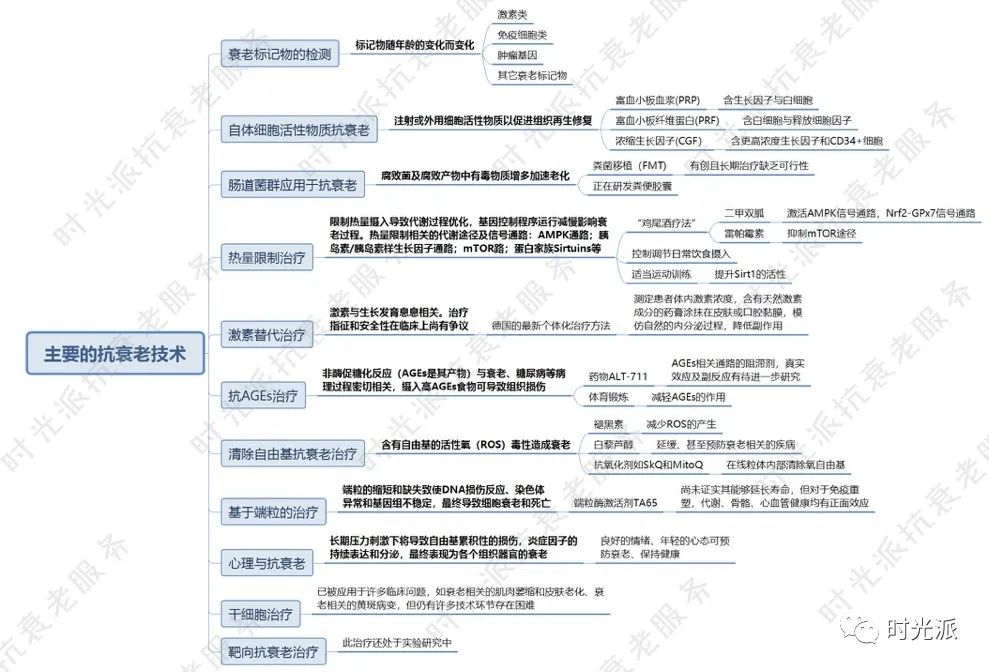 主要的抗衰老技术
衰老标记物的检测
标记物随年龄的变化而变化
激素类
免疫细胞类
肿瘤基因
其它衰老标记物
自体细胞活性物质抗衰老
注射或外用细胞活性物质以促进组织再生修复
富血小板血浆(PRP)
含生长因子与白细胞
富血小板纤维蛋白(PRF)
含白细胞与释放细胞因子
浓缩生长因子(CGF)
含更高浓度生长因子和CD34+细胞
肠道菌群应用于抗衰老
腐败菌及腐败产物中有毒物质增多加速老化
粪菌移植（FMT）
有创且长期治疗缺乏可行性
正在研发粪便胶囊
热量限制治疗
限制热量摄入导致代谢过程优化，基因控制程序运行减慢影响衰
老过程。热量限制相关的代谢途径及信号通路：AMPK通路；胰
岛素/胰岛素样生长因子通路；mTOR路；蛋白家族Sirtuins等
“鸡尾酒疗法”
二甲双胍
激活AMPK信号通路，Nrf2-GPx7信号通路
雷帕霉素
抑制mTOR途径
控制调节日常饮食摄入
适当运动训练
提升Sirt1的活性
激素替代治疗
激素与生长发育息息相关。治疗
指征和安全性在临床上尚有争议
德国的最新个体化治疗方法
测定患者体内激素浓度，含有天然激素
成分的药膏涂抹在皮肤或口腔黏膜，模
仿自然的内分泌过程，降低副作用
抗AGEs治疗
非酶促糖化反应（AGEs是其产物）与衰老、糖尿病等病
理过程密切相关，摄入高AGEs食物可导致组织损伤
药物ALT-711
AGEs相关通路的阻滞剂，真实
效应及副反应有待进一步研究
体育锻炼
减轻AGEs的作用
清除自由基抗衰老治疗
含有自由基的活性氧（ROS）毒性造成衰老
褪黑素
减少ROS的产生
白藜芦醇
延缓、甚至预防衰老相关的疾病
抗氧化剂如SkQ和MitoQ
在线粒体内部清除氧自由基
基于端粒的治疗
端粒的缩短和缺失致使DNA损伤反应、染色体
异常和基因组不稳定，最终导致细胞衰老和死亡
端粒酶激活剂TA65
尚未证实其能够延长寿命，但对于免疫重
塑，代谢、骨骼、心血管健康均有正面效应
心理与抗衰老
长期压力刺激下将导致自由基累积性的损伤，炎症因子的
持续表达和分泌，最终表现为各个组织器官的衰老
良好的情绪、年轻的心态可预
防衰老、保持健康
干细胞治疗
已被应用于许多临床问题，如衰老相关的肌肉萎缩和皮肤老化、衰
老相关的黄斑病变，但仍有许多技术环节存在困难
靶向抗衰老治疗
此治疗还处于实验研究中
时光派
时光派抗衰老服务